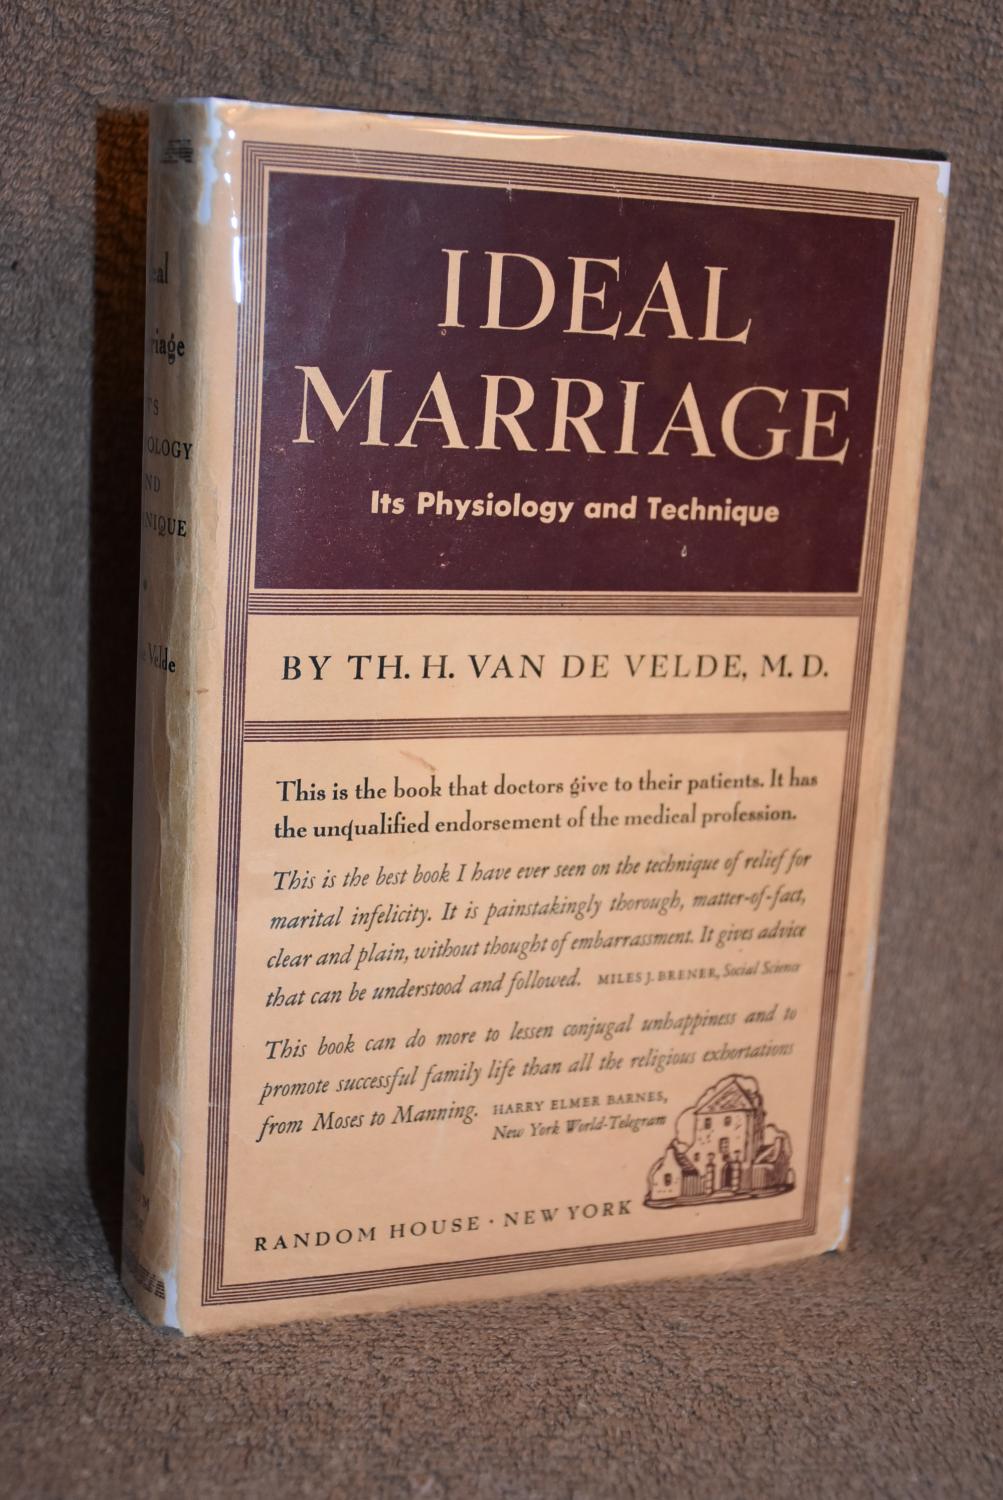 IDEAL
MARRIAGE
Its Physiology and Technique
BY TH. H. VAN DE VELDE, M. D.
This is the book that doctors give to their patients. It has
the unqualified endorsement of the medical profession.
This is the best book I have ever seen on the technique of relief for
marital infelicity. It is painstakingly thorough, matter-of-fact,
clear and plain, without thought of embarrassment. It gives advice
that can be understood and followed. MILES J. BRENER, Social Science
This book can do more to lessen conjugal unhappiness and to
promote successful family life than all the religious exhortations
from Moses to Manning. HARRY ELMER BARNES,
New York World-Telegram
RANDOM HOUSE · NEW YORK
eal
riage
OLOGY
ND
NIQUE
Velde